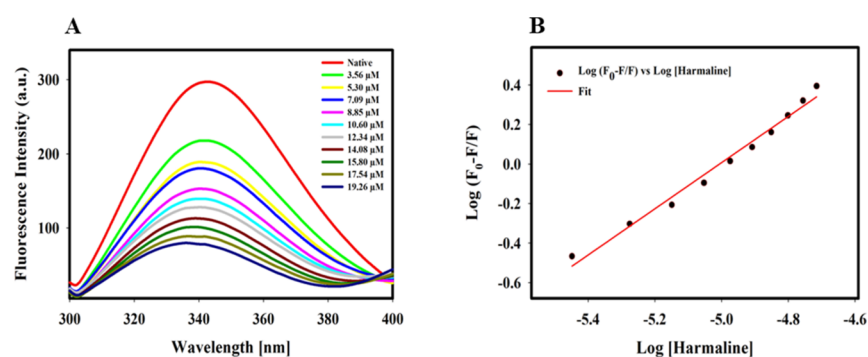 A
Fluorescence Intensity (a.u.)
300
200
100
Native
3.56 µM
5.30 µM
7.09 µM
8.85 µM
10.60 µM
12.34 µM
14.08 µM
15.80 µM
17.54 µM
19.26 µM
300 320 340 360 380 400
Wavelength [nm]
B
Log (F₀-F/F)
0.4
0.2
0.0
-0.2
-0.4
-0.6
Log (F₀-F/F) vs Log [Harmaline]
Fit
-5.4 -5.2 -5.0 -4.8 -4.6
Log [Harmaline]